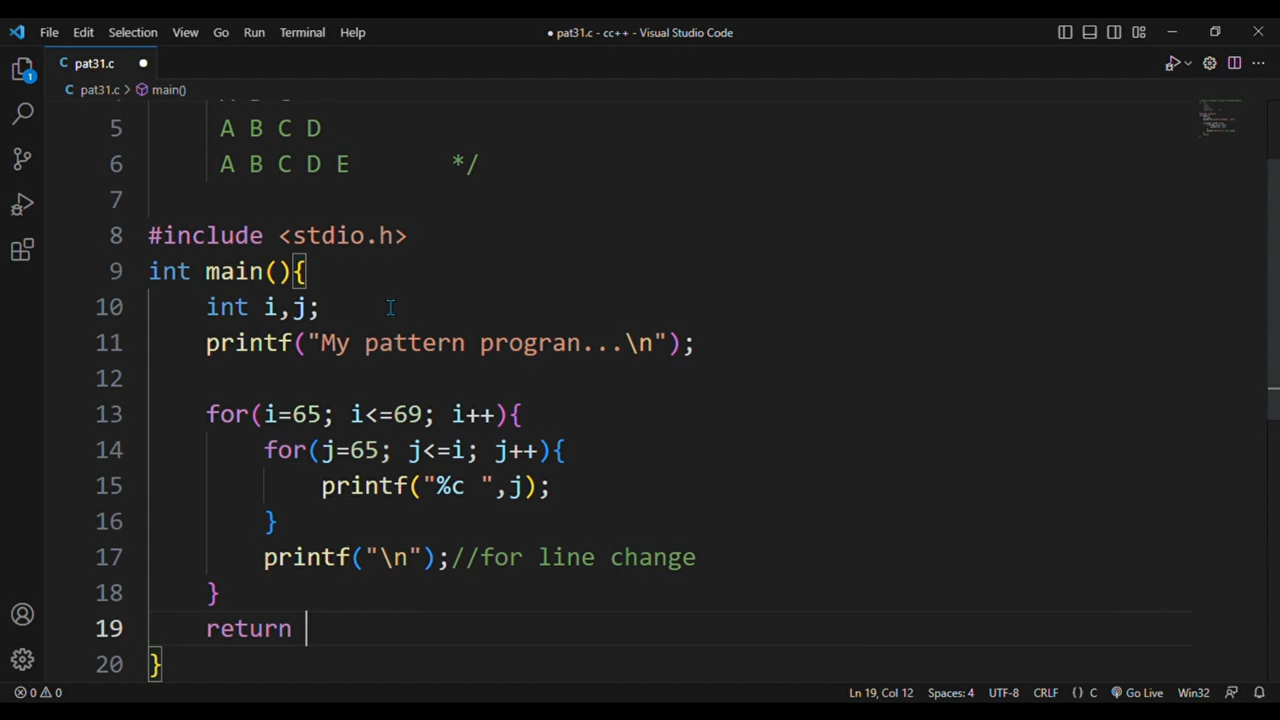 File Edit Selection View Go Run Terminal Help
● pat31.c - cc++ - Visual Studio Code
C pat31.c ●
C pat31.c > main()
5 A B C D
6 A B C D E */
7
8 #include <stdio.h>
9 int main(){
10 int i,j;
11 printf("My pattern progran...\n");
12
13 for(i=65; i<=69; i++){
14 for(j=65; j<=i; j++){
15 printf("%c ",j);
16 }
17 printf("\n");//for line change
18 }
19 return
20 }
1
0 0 Ln 19, Col 12 Spaces: 4 UTF-8 CRLF {} C Go Live Win32